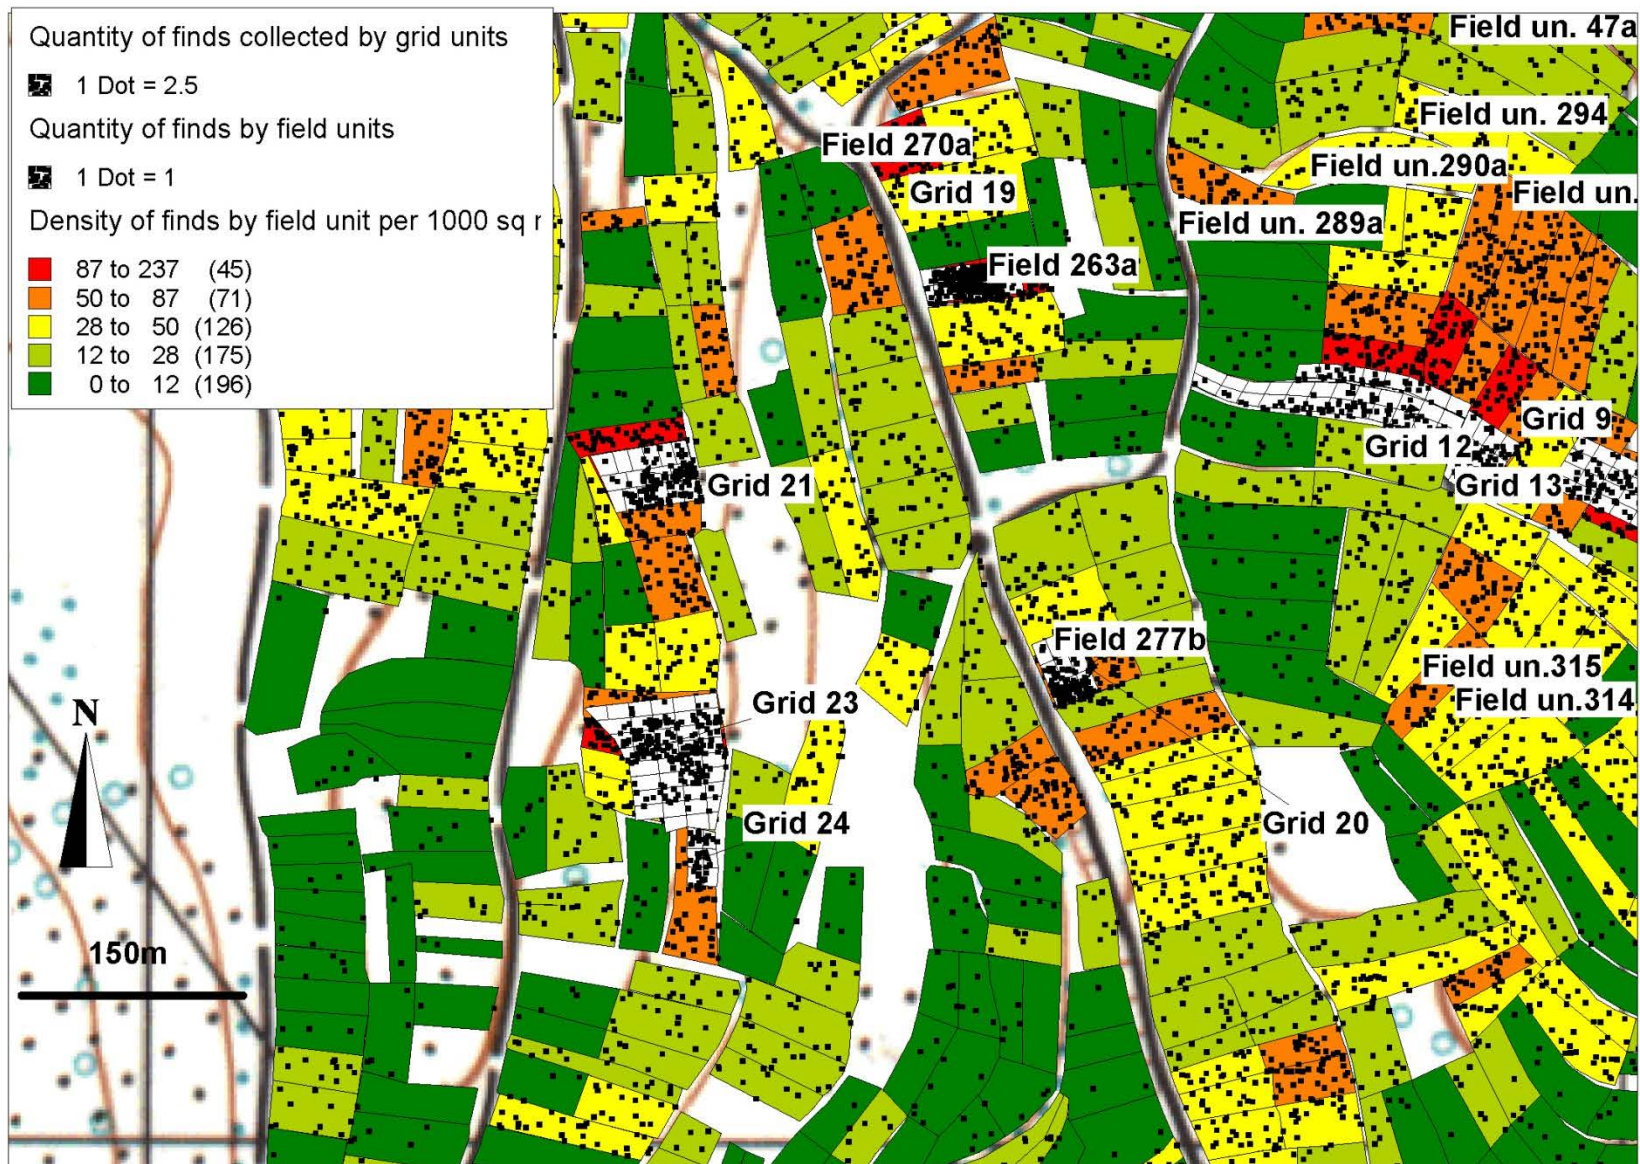 Quantity of finds collected by grid units
1 Dot = 2.5
Quantity of finds by field units
1 Dot = 1
Density of finds by field unit per 1000 sq r
87 to 237 (45)
50 to 87 (71)
28 to 50 (126)
12 to 28 (175)
0 to 12 (196)
Field un. 47a
Field un. 294
Field 270a
Field un.290a
Grid 19
Field un.
Field un. 289a
Field 263a
Grid 9
Grid 12
Grid 21
Grid 13
Field 277b
Field un.315
Grid 23
Field un.314
N
Grid 24
Grid 20
150m